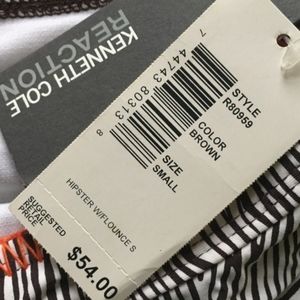 KENNETH COLE
REACTION
7 44743 80313 8
STYLE
R80959
COLOR
BROWN
SIZE
SMALL
HIPSTER W/FLOUNCE S
SUGGESTED
RETAIL
PRICE
$54.00